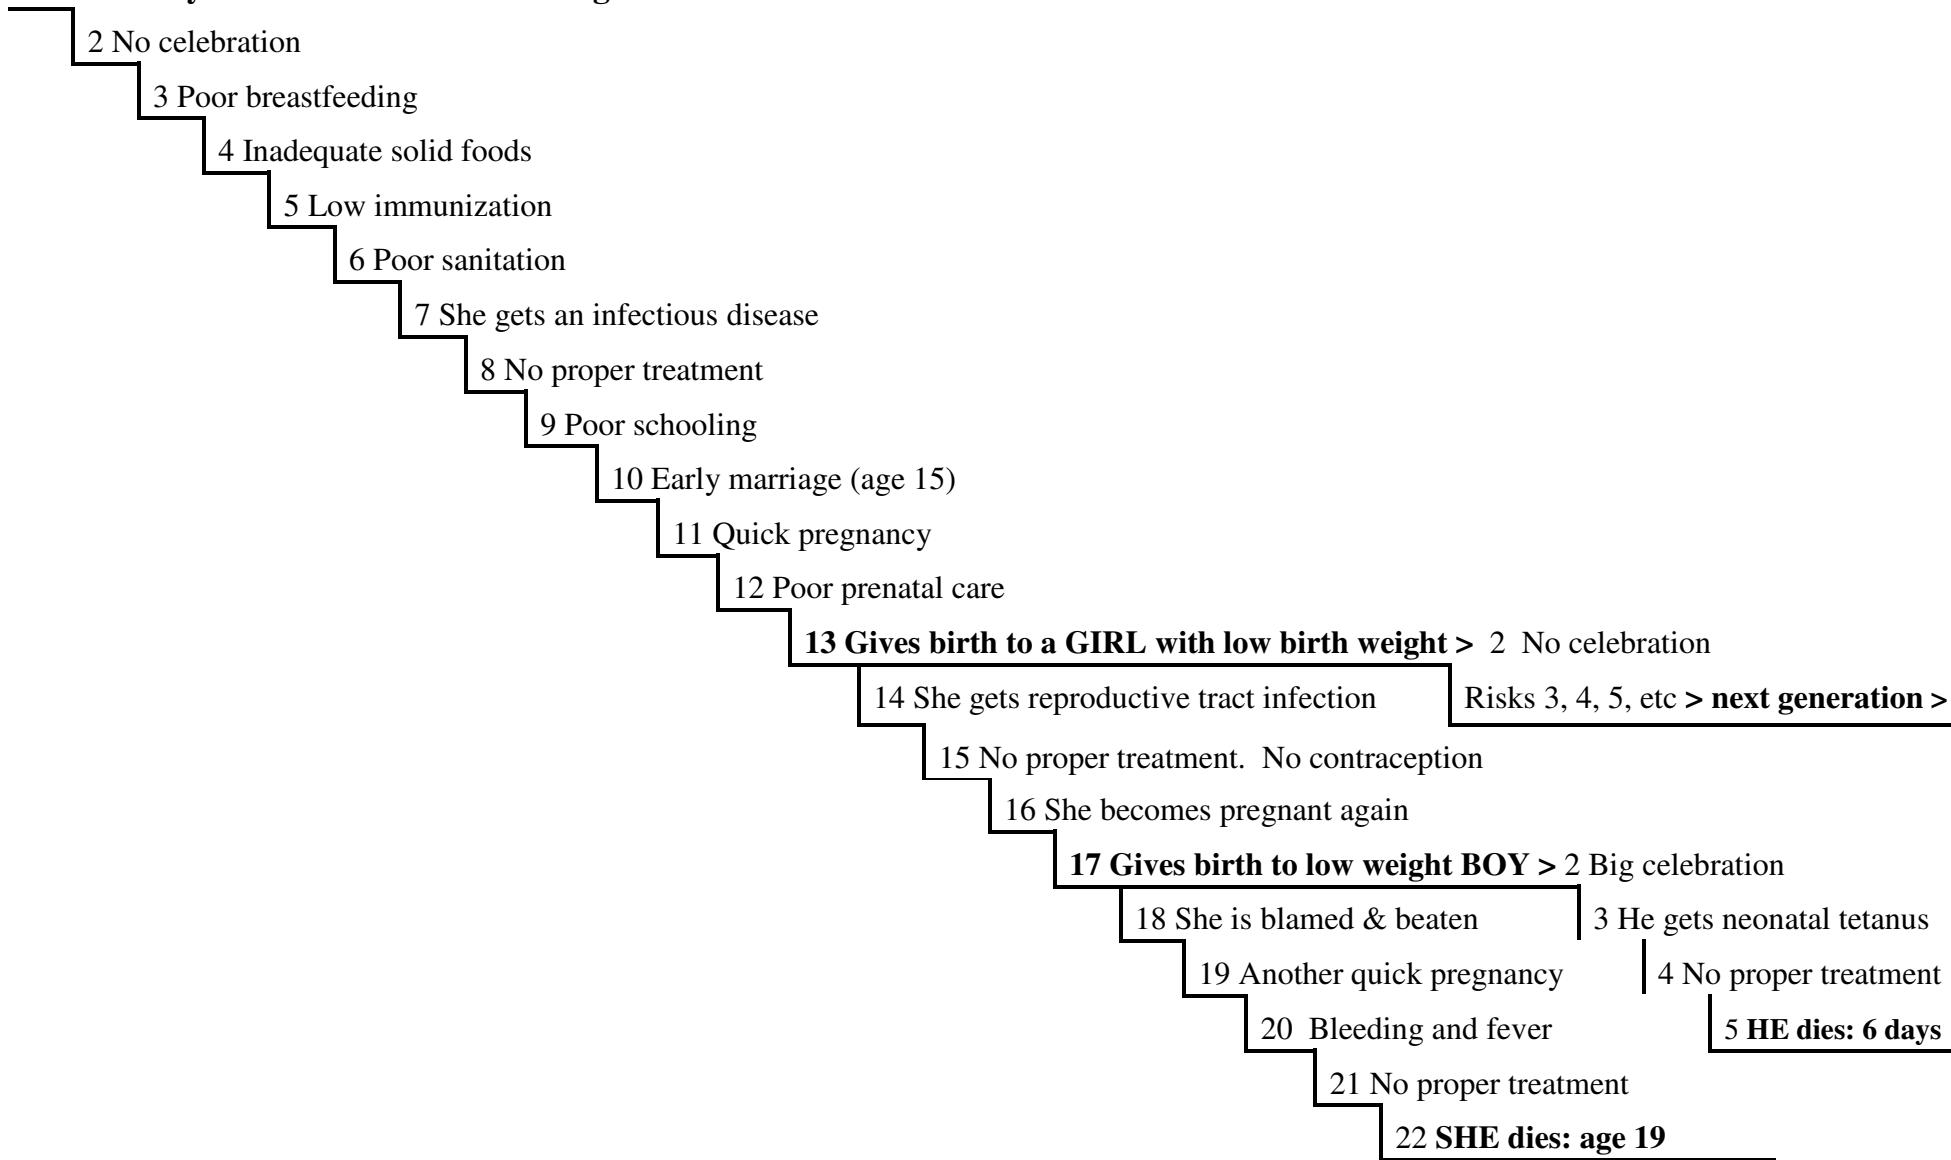 2 No celebration
3 Poor breastfeeding
4 Inadequate solid foods
5 Low immunization
6 Poor sanitation
7 She gets an infectious disease
8 No proper treatment
9 Poor schooling
10 Early marriage (age 15)
11 Quick pregnancy
12 Poor prenatal care
13 Gives birth to a GIRL with low birth weight > 2 No celebration
14 She gets reproductive tract infection Risks 3, 4, 5, etc > next generation >
15 No proper treatment. No contraception
16 She becomes pregnant again
17 Gives birth to low weight BOY > 2 Big celebration
18 She is blamed & beaten 3 He gets neonatal tetanus
19 Another quick pregnancy 4 No proper treatment
20 Bleeding and fever 5 HE dies: 6 days
21 No proper treatment
22 SHE dies: age 19